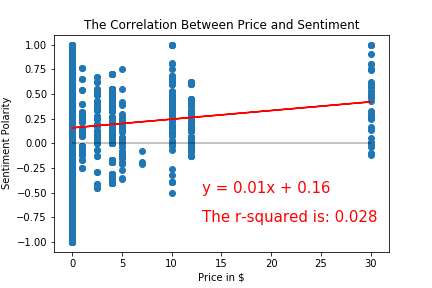 The Correlation Between Price and Sentiment
Sentiment Polarity
1.00
0.75
0.50
0.25
0.00
−0.25
−0.50
−0.75
−1.00
y = 0.01x + 0.16
The r-squared is: 0.028
0 5 10 15 20 25 30
Price in $